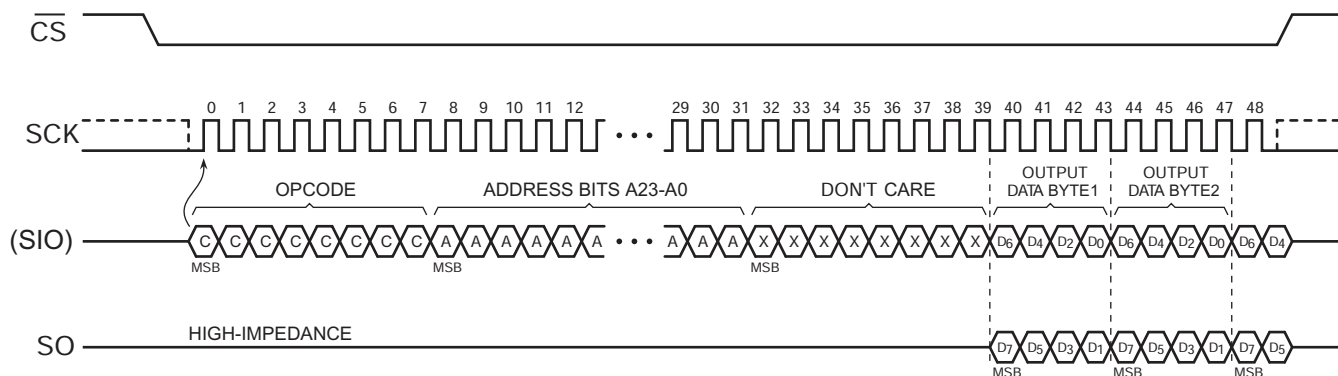 CS
0 1 2 3 4 5 6 7 8 9 10 11 12 29 30 31 32 33 34 35 36 37 38 39 40 41 42 43 44 45 46 47 48
SCK
OPCODE
ADDRESS BITS A23-A0
DON'T CARE
OUTPUT
DATA BYTE1
OUTPUT
DATA BYTE2
(SIO) C C C C C C C C A A A A A A A A A X X X X X X X X D6 D4 D2 D0 D6 D4 D2 D0 D6 D4
MSB MSB MSB
HIGH-IMPEDANCE
SO D7 D5 D3 D1 D7 D5 D3 D1 D7 D5
MSB MSB MSB